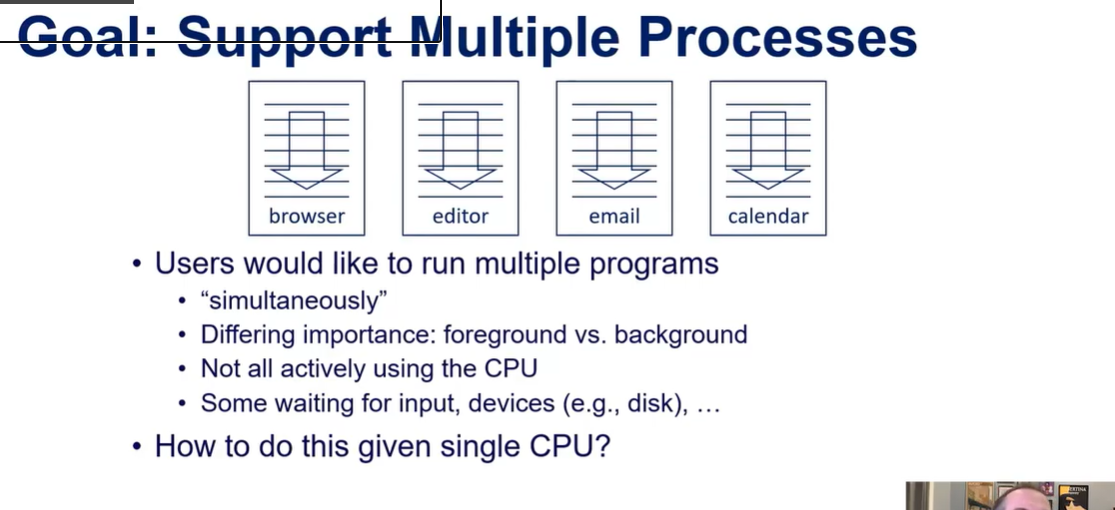 Goal: Support Multiple Processes
browser editor email calendar
• Users would like to run multiple programs
• “simultaneously”
• Differing importance: foreground vs. background
• Not all actively using the CPU
• Some waiting for input, devices (e.g., disk), …
• How to do this given single CPU?